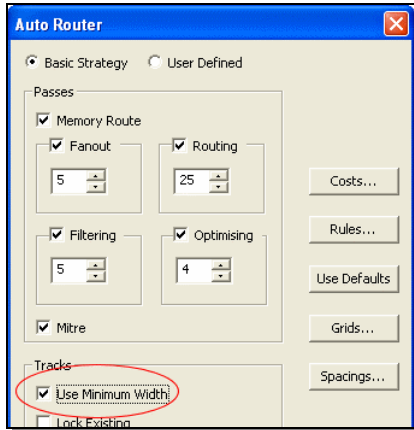 Auto Router
Basic Strategy User Defined
Passes
Memory Route
Fanout Routing
5 25 Costs...
Filtering Optimising Rules...
5 4 Use Defaults
Mitre Grids...
Tracks Spacings...
Use Minimum Width
Lock Existing